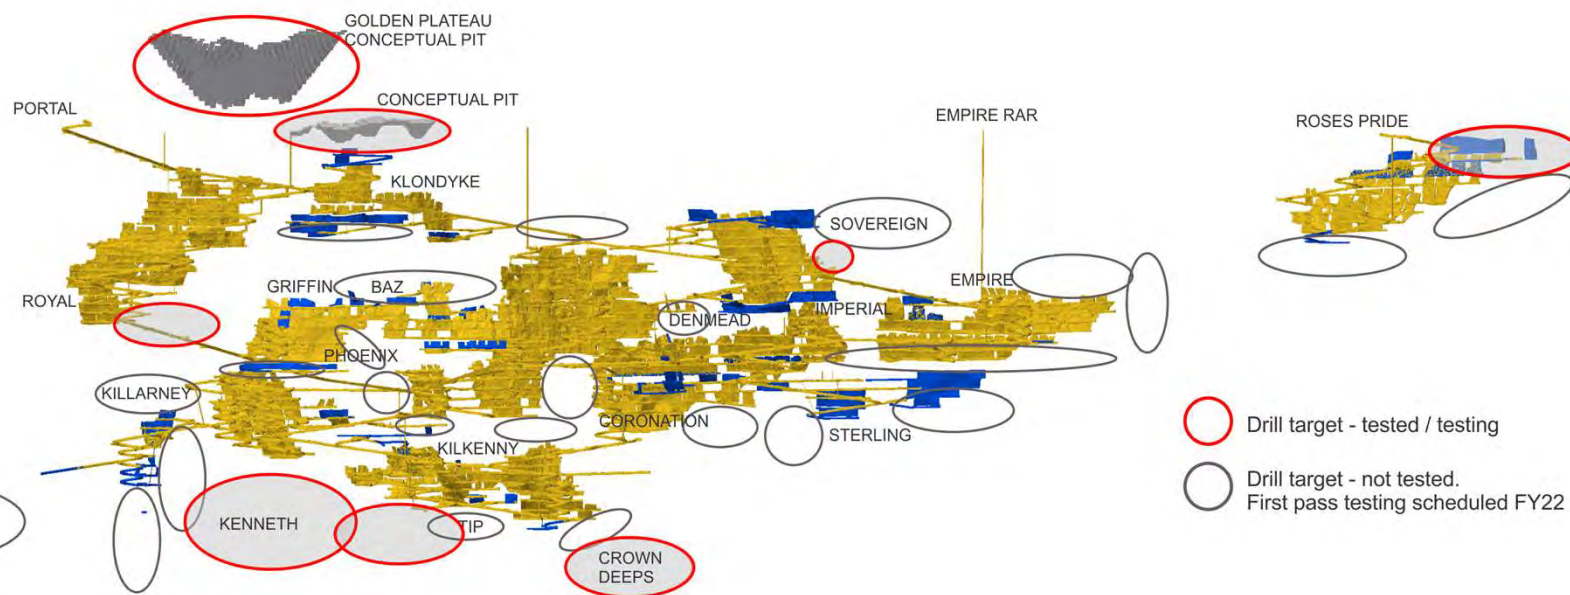 GOLDEN PLATEAU
CONCEPTUAL PIT
CONCEPTUAL PIT
PORTAL
EMPIRE RAR
ROSES PRIDE
KLONDYKE
SOVEREIGN
ROYAL
GRIFFIN
BAZ
EMPIRE
DENMEAD
IMPERIAL
PHOENIX
KILLARNEY
CORONATION
STERLING
KILKENNY
KENNETH
TIP
CROWN
DEEPS
Drill target - tested / testing
Drill target - not tested.
First pass testing scheduled FY22